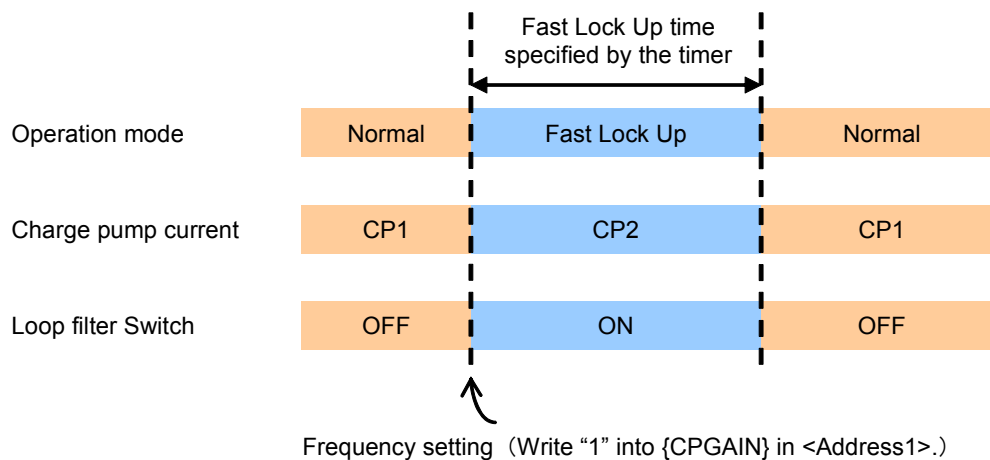 Fast Lock Up time
specified by the timer
Operation mode
Normal
Fast Lock Up
Normal
Charge pump current
CP1
CP2
CP1
Loop filter Switch
OFF
ON
OFF
Frequency setting（Write “1” into {CPGAIN} in <Address1>.）